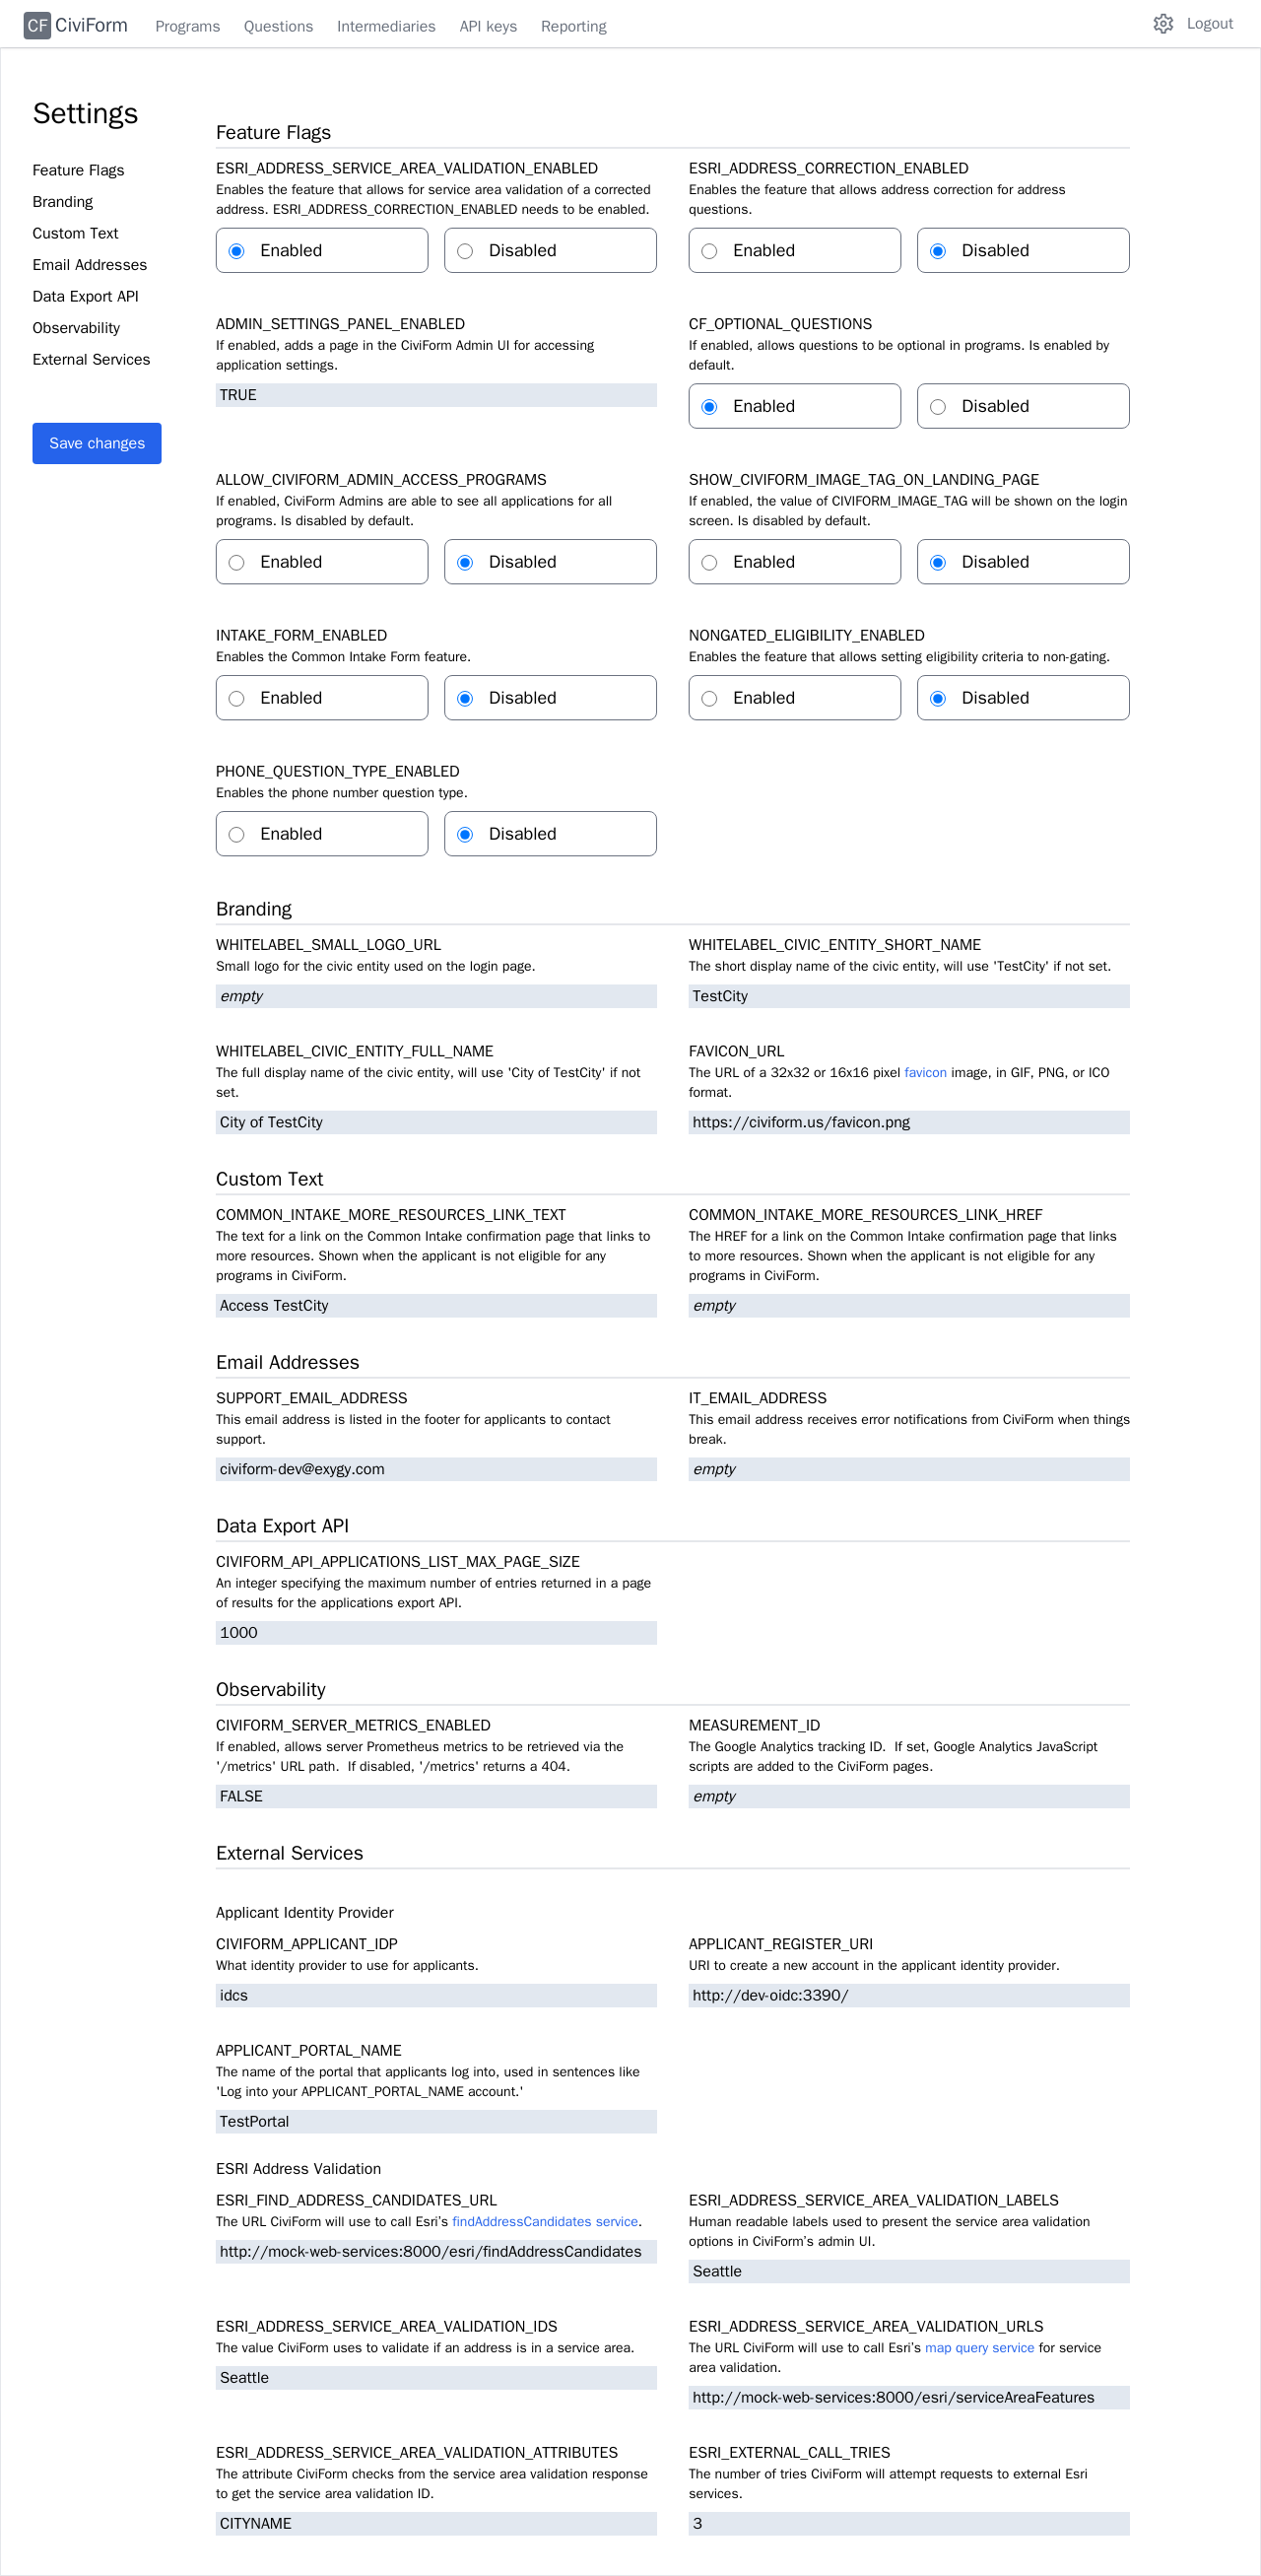 CF CiviForm Programs Questions Intermediaries API keys Reporting Logout
Settings
Feature Flags
Branding
Custom Text
Email Addresses
Data Export API
Observability
External Services
Save changes
Feature Flags
ESRI_ADDRESS_SERVICE_AREA_VALIDATION_ENABLED
Enables the feature that allows for service area validation of a corrected
address. ESRI_ADDRESS_CORRECTION_ENABLED needs to be enabled.
Enabled Disabled
ESRI_ADDRESS_CORRECTION_ENABLED
Enables the feature that allows address correction for address
questions.
Enabled Disabled
ADMIN_SETTINGS_PANEL_ENABLED
If enabled, adds a page in the CiviForm Admin UI for accessing
application settings.
TRUE
CF_OPTIONAL_QUESTIONS
If enabled, allows questions to be optional in programs. Is enabled by
default.
Enabled Disabled
ALLOW_CIVIFORM_ADMIN_ACCESS_PROGRAMS
If enabled, CiviForm Admins are able to see all applications for all
programs. Is disabled by default.
Enabled Disabled
SHOW_CIVIFORM_IMAGE_TAG_ON_LANDING_PAGE
If enabled, the value of CIVIFORM_IMAGE_TAG will be shown on the login
screen. Is disabled by default.
Enabled Disabled
INTAKE_FORM_ENABLED
Enables the Common Intake Form feature.
Enabled Disabled
NONGATED_ELIGIBILITY_ENABLED
Enables the feature that allows setting eligibility criteria to non-gating.
Enabled Disabled
PHONE_QUESTION_TYPE_ENABLED
Enables the phone number question type.
Enabled Disabled
Branding
WHITELABEL_SMALL_LOGO_URL
Small logo for the civic entity used on the login page.
empty
WHITELABEL_CIVIC_ENTITY_SHORT_NAME
The short display name of the civic entity, will use 'TestCity' if not set.
TestCity
WHITELABEL_CIVIC_ENTITY_FULL_NAME
The full display name of the civic entity, will use 'City of TestCity' if not
set.
City of TestCity
FAVICON_URL
The URL of a 32x32 or 16x16 pixel favicon image, in GIF, PNG, or ICO
format.
https://civiform.us/favicon.png
Custom Text
COMMON_INTAKE_MORE_RESOURCES_LINK_TEXT
The text for a link on the Common Intake confirmation page that links to
more resources. Shown when the applicant is not eligible for any
programs in CiviForm.
Access TestCity
COMMON_INTAKE_MORE_RESOURCES_LINK_HREF
The HREF for a link on the Common Intake confirmation page that links
to more resources. Shown when the applicant is not eligible for any
programs in CiviForm.
empty
Email Addresses
SUPPORT_EMAIL_ADDRESS
This email address is listed in the footer for applicants to contact
support.
civiform-dev@exygy.com
IT_EMAIL_ADDRESS
This email address receives error notifications from CiviForm when things
break.
empty
Data Export API
CIVIFORM_API_APPLICATIONS_LIST_MAX_PAGE_SIZE
An integer specifying the maximum number of entries returned in a page
of results for the applications export API.
1000
Observability
CIVIFORM_SERVER_METRICS_ENABLED
If enabled, allows server Prometheus metrics to be retrieved via the
'/metrics' URL path.  If disabled, '/metrics' returns a 404.
FALSE
MEASUREMENT_ID
The Google Analytics tracking ID.  If set, Google Analytics JavaScript
scripts are added to the CiviForm pages.
empty
External Services
Applicant Identity Provider
CIVIFORM_APPLICANT_IDP
What identity provider to use for applicants.
idcs
APPLICANT_REGISTER_URI
URI to create a new account in the applicant identity provider.
http://dev-oidc:3390/
APPLICANT_PORTAL_NAME
The name of the portal that applicants log into, used in sentences like
'Log into your APPLICANT_PORTAL_NAME account.'
TestPortal
ESRI Address Validation
ESRI_FIND_ADDRESS_CANDIDATES_URL
The URL CiviForm will use to call Esri’s findAddressCandidates service.
http://mock-web-services:8000/esri/findAddressCandidates
ESRI_ADDRESS_SERVICE_AREA_VALIDATION_LABELS
Human readable labels used to present the service area validation
options in CiviForm’s admin UI.
Seattle
ESRI_ADDRESS_SERVICE_AREA_VALIDATION_IDS
The value CiviForm uses to validate if an address is in a service area.
Seattle
ESRI_ADDRESS_SERVICE_AREA_VALIDATION_URLS
The URL CiviForm will use to call Esri’s map query service for service
area validation.
http://mock-web-services:8000/esri/serviceAreaFeatures
ESRI_ADDRESS_SERVICE_AREA_VALIDATION_ATTRIBUTES
The attribute CiviForm checks from the service area validation response
to get the service area validation ID.
CITYNAME
ESRI_EXTERNAL_CALL_TRIES
The number of tries CiviForm will attempt requests to external Esri
services.
3